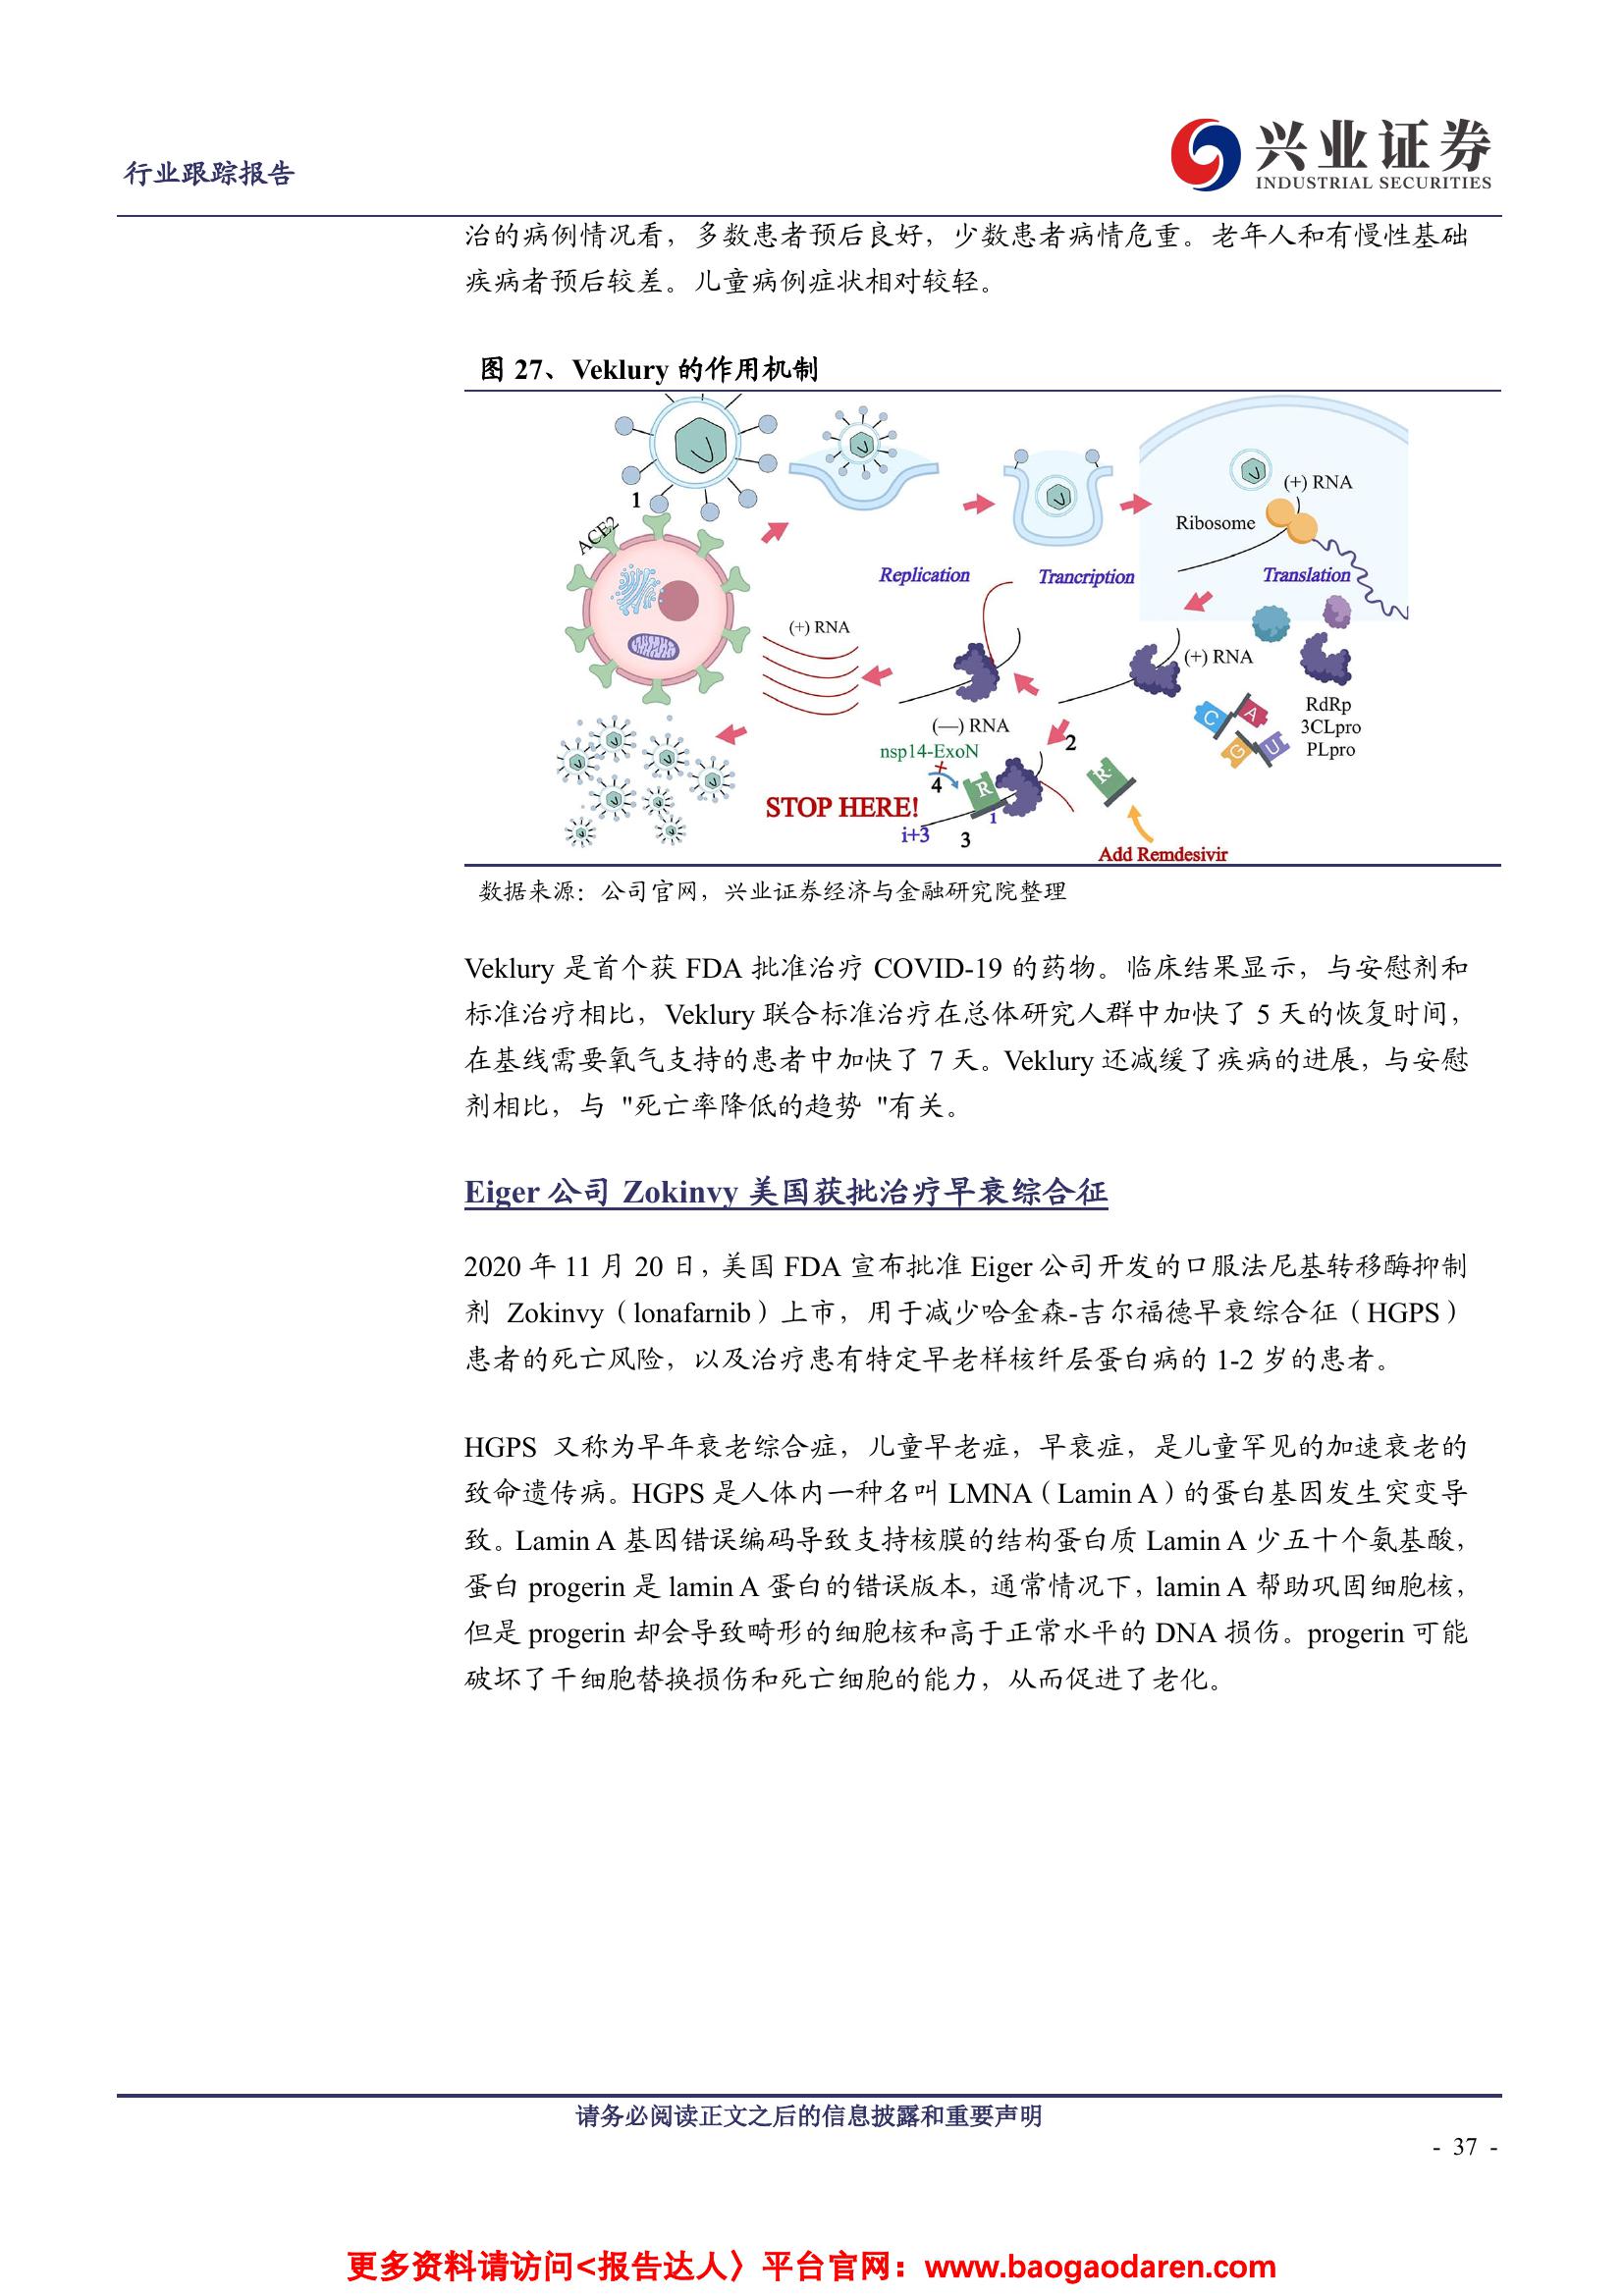 行业跟踪报告
兴业证券
INDUSTRIAL SECURITIES
治的病例情况看，多数患者预后良好，少数患者病情危重。老年人和有慢性基础
疾病者预后较差。儿童病例症状相对较轻。
图 27、Veklury 的作用机制
1
ACE2
(+) RNA
Ribosome
Replication
Trancription
Translation
(+) RNA
(+) RNA
RdRp
3CLpro
PLpro
C
A
G
U
(—) RNA
2
nsp14-ExoN
4
R
R
STOP HERE!
1
i+3
3
Add Remdesivir
数据来源：公司官网，兴业证券经济与金融研究院整理
Veklury 是首个获 FDA 批准治疗 COVID-19 的药物。临床结果显示，与安慰剂和
标准治疗相比，Veklury 联合标准治疗在总体研究人群中加快了 5 天的恢复时间，
在基线需要氧气支持的患者中加快了 7 天。Veklury 还减缓了疾病的进展，与安慰
剂相比，与 "死亡率降低的趋势 "有关。
Eiger 公司 Zokinvy 美国获批治疗早衰综合征
2020 年 11 月 20 日，美国 FDA 宣布批准 Eiger 公司开发的口服法尼基转移酶抑制
剂 Zokinvy（lonafarnib）上市，用于减少哈金森-吉尔福德早衰综合征（HGPS）
患者的死亡风险，以及治疗患有特定早老样核纤层蛋白病的 1-2 岁的患者。
HGPS 又称为早年衰老综合症，儿童早老症，早衰症，是儿童罕见的加速衰老的
致命遗传病。HGPS 是人体内一种名叫 LMNA（Lamin A）的蛋白基因发生突变导
致。Lamin A 基因错误编码导致支持核膜的结构蛋白质 Lamin A 少五十个氨基酸，
蛋白 progerin 是 lamin A 蛋白的错误版本，通常情况下，lamin A 帮助巩固细胞核，
但是 progerin 却会导致畸形的细胞核和高于正常水平的 DNA 损伤。progerin 可能
破坏了干细胞替换损伤和死亡细胞的能力，从而促进了老化。
请务必阅读正文之后的信息披露和重要声明
- 37 -
更多资料请访问<报告达人〉平台官网：www.baogaodaren.com